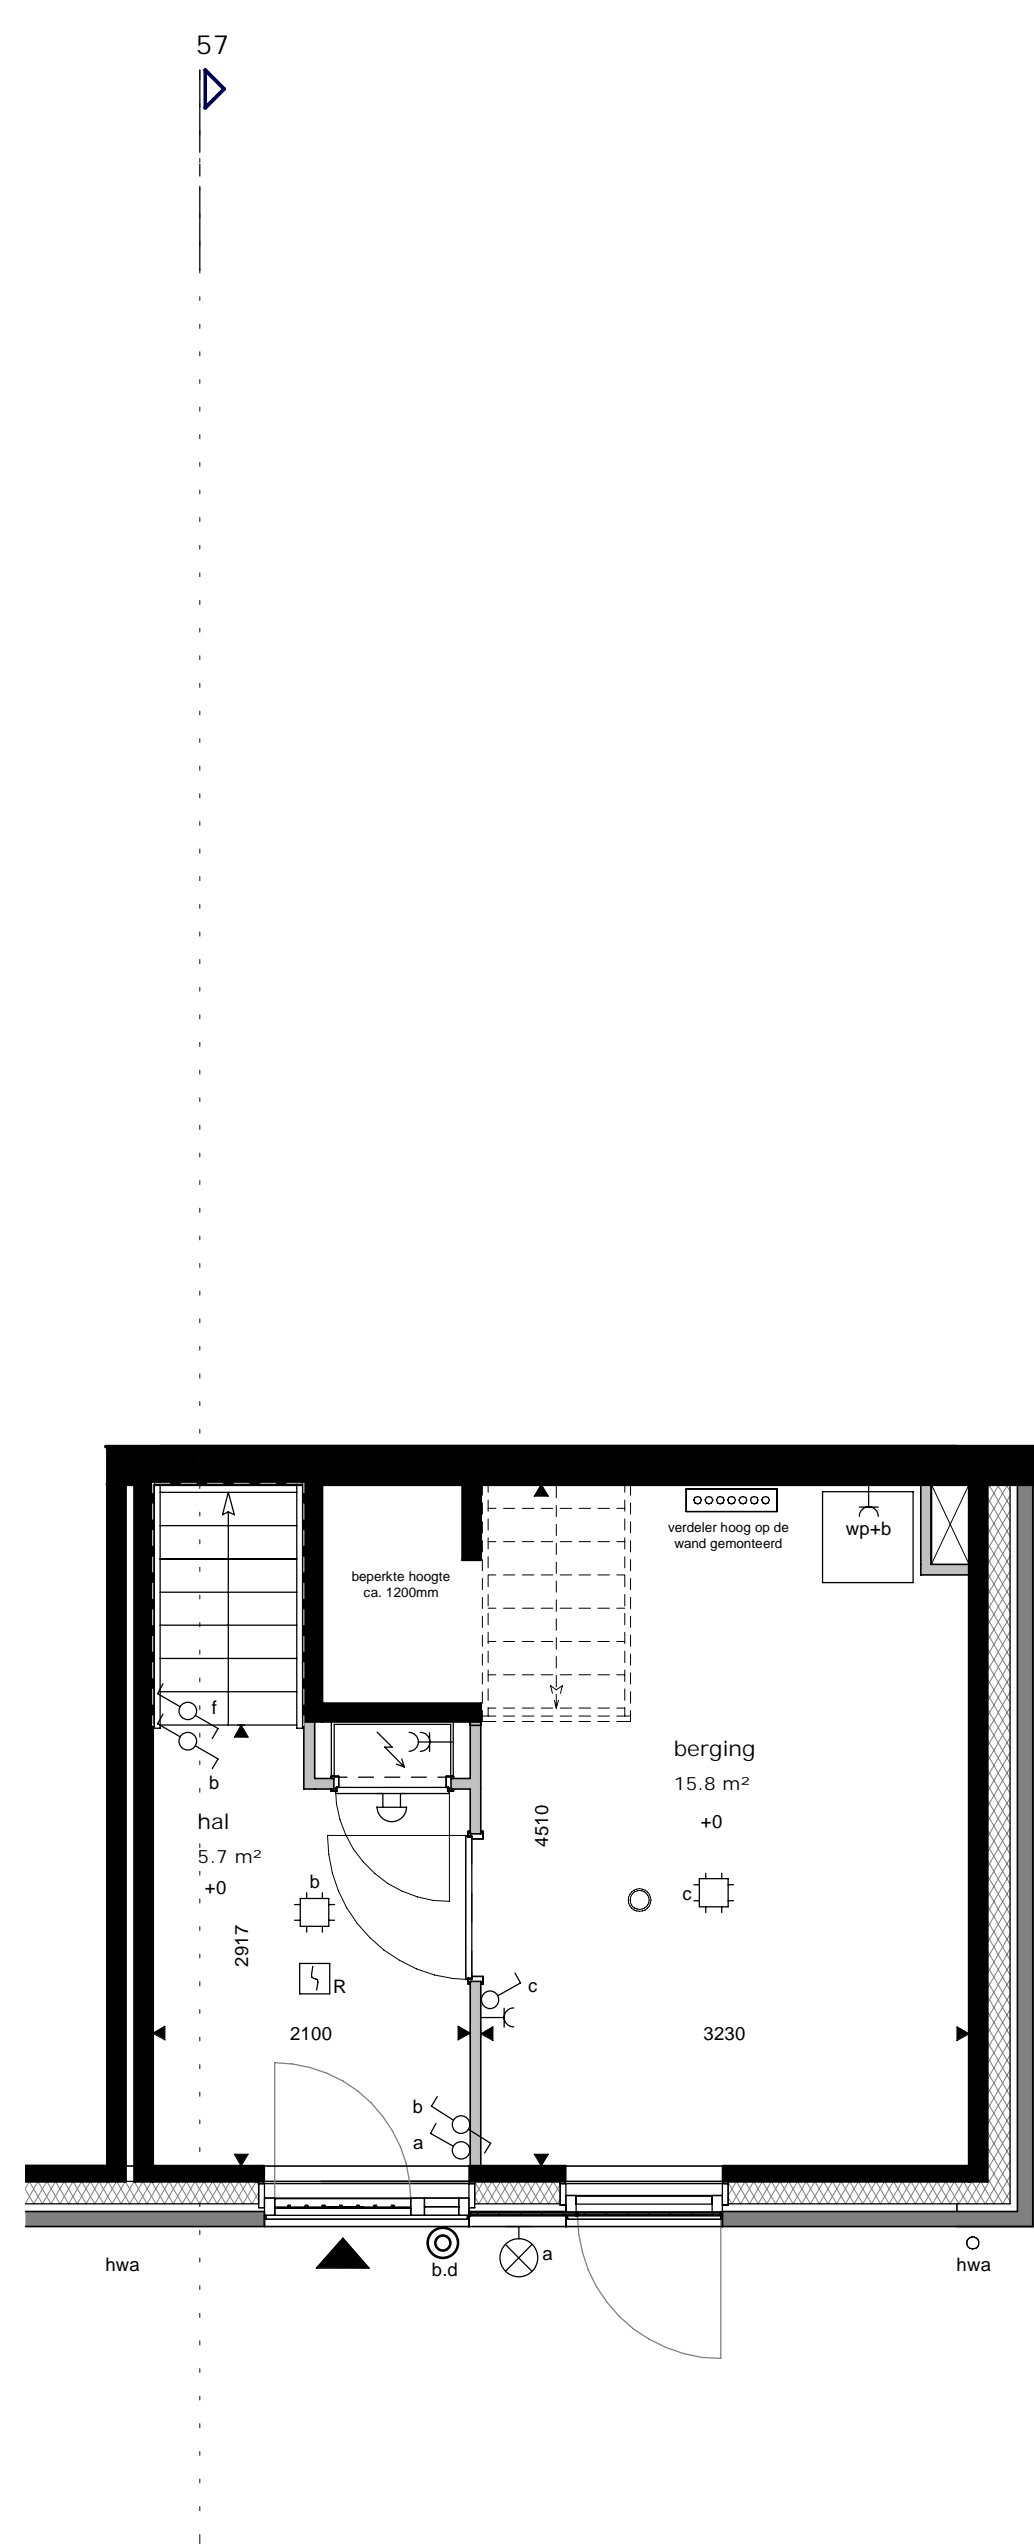 57
verdeler hoog op de
wand gemonteerd
wp+b
beperkte hoogte
ca. 1200mm
f
b
berging
15.8 m²
+0
hal
5.7 m²
+0
4510
b
c
2917
R
c
2100
3230
b
a
hwa
b.d
a
hwa